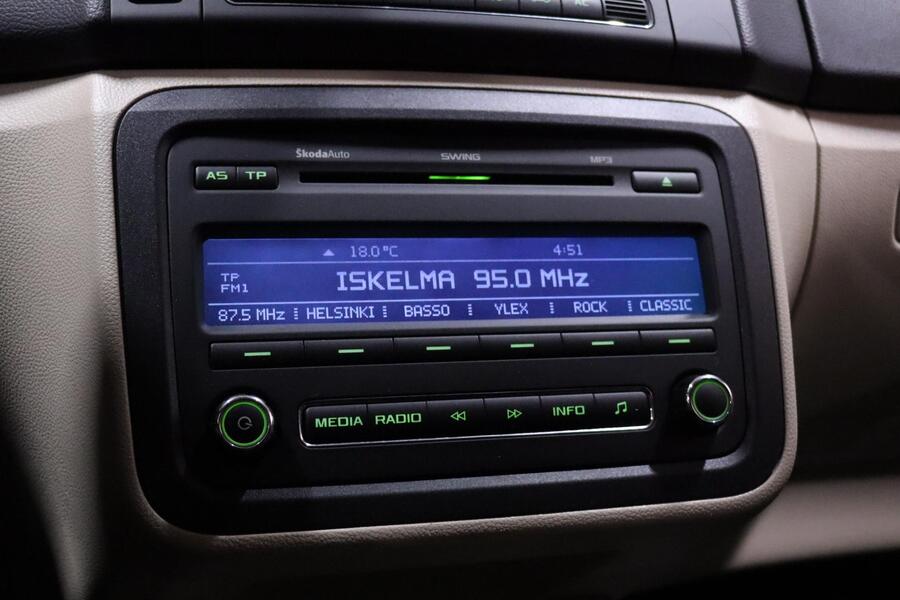 AC
ŠkodaAuto SWING MP3
AS TP
18.0°C 4:51
TP
FM1
ISKELMA 95.0 MHz
87.5 MHz HELSINKI BASSO YLEX ROCK CLASSIC
MEDIA RADIO INFO